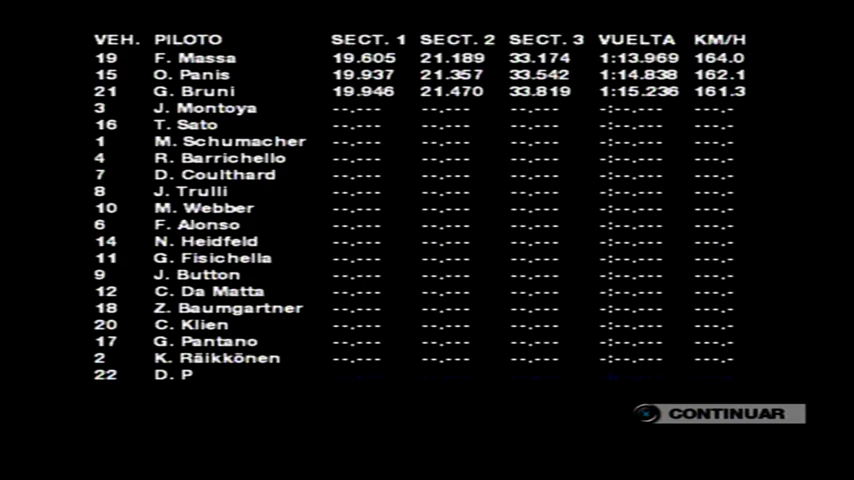 VEH. PILOTO SECT. 1 SECT. 2 SECT. 3 VUELTA KM/H
19 F. Massa 19.605 21.189 33.174 1:13.969 164.0
15 O. Panis 19.937 21.357 33.542 1:14.838 162.1
21 G. Bruni 19.946 21.470 33.819 1:15.236 161.3
3 J. Montoya --.--- --.--- --.--- -:--.--- ---.-
16 T. Sato --.--- --.--- --.--- -:--.--- ---.-
1 M. Schumacher --.--- --.--- --.--- -:--.--- ---.-
4 R. Barrichello --.--- --.--- --.--- -:--.--- ---.-
7 D. Coulthard --.--- --.--- --.--- -:--.--- ---.-
8 J. Trulli --.--- --.--- --.--- -:--.--- ---.-
10 M. Webber --.--- --.--- --.--- -:--.--- ---.-
6 F. Alonso --.--- --.--- --.--- -:--.--- ---.-
14 N. Heidfeld --.--- --.--- --.--- -:--.--- ---.-
11 G. Fisichella --.--- --.--- --.--- -:--.--- ---.-
9 J. Button --.--- --.--- --.--- -:--.--- ---.-
12 C. Da Matta --.--- --.--- --.--- -:--.--- ---.-
18 Z. Baumgartner --.--- --.--- --.--- -:--.--- ---.-
20 C. Klien --.--- --.--- --.--- -:--.--- ---.-
17 G. Pantano --.--- --.--- --.--- -:--.--- ---.-
2 K. Räikkönen --.--- --.--- --.--- -:--.--- ---.-
22 D. P
CONTINUAR